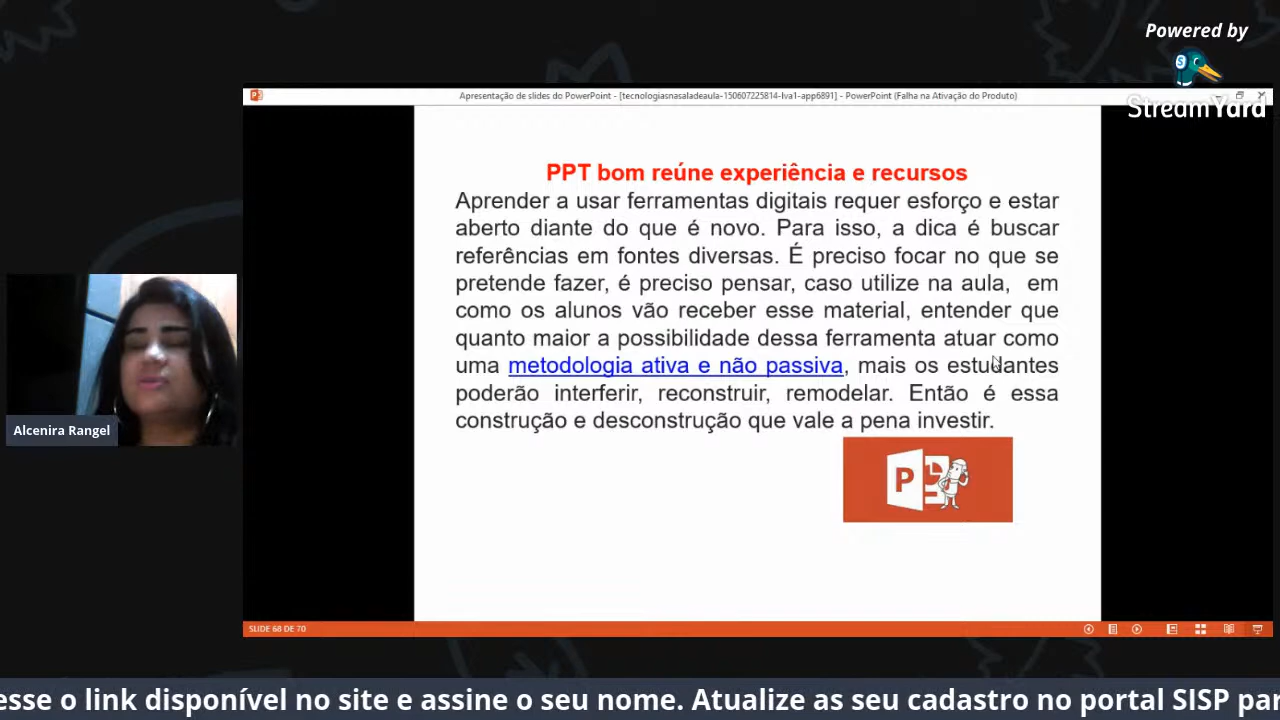 Powered by
StreamYard
Apresentação de slides do PowerPoint - [tecnologiasnasaladeaula-150607225814-lva1-app6891] - PowerPoint (Falha na Ativação do Produto)
PPT bom reúne experiência e recursos
Aprender a usar ferramentas digitais requer esforço e estar
aberto diante do que é novo. Para isso, a dica é buscar
referências em fontes diversas. É preciso focar no que se
pretende fazer, é preciso pensar, caso utilize na aula, em
como os alunos vão receber esse material, entender que
quanto maior a possibilidade dessa ferramenta atuar como
uma metodologia ativa e não passiva, mais os estudantes
poderão interferir, reconstruir, remodelar. Então é essa
construção e desconstrução que vale a pena investir.
P
Alcenira Rangel
SLIDE 68 DE 70
esse o link disponível no site e assine o seu nome. Atualize as seu cadastro no portal SISP par